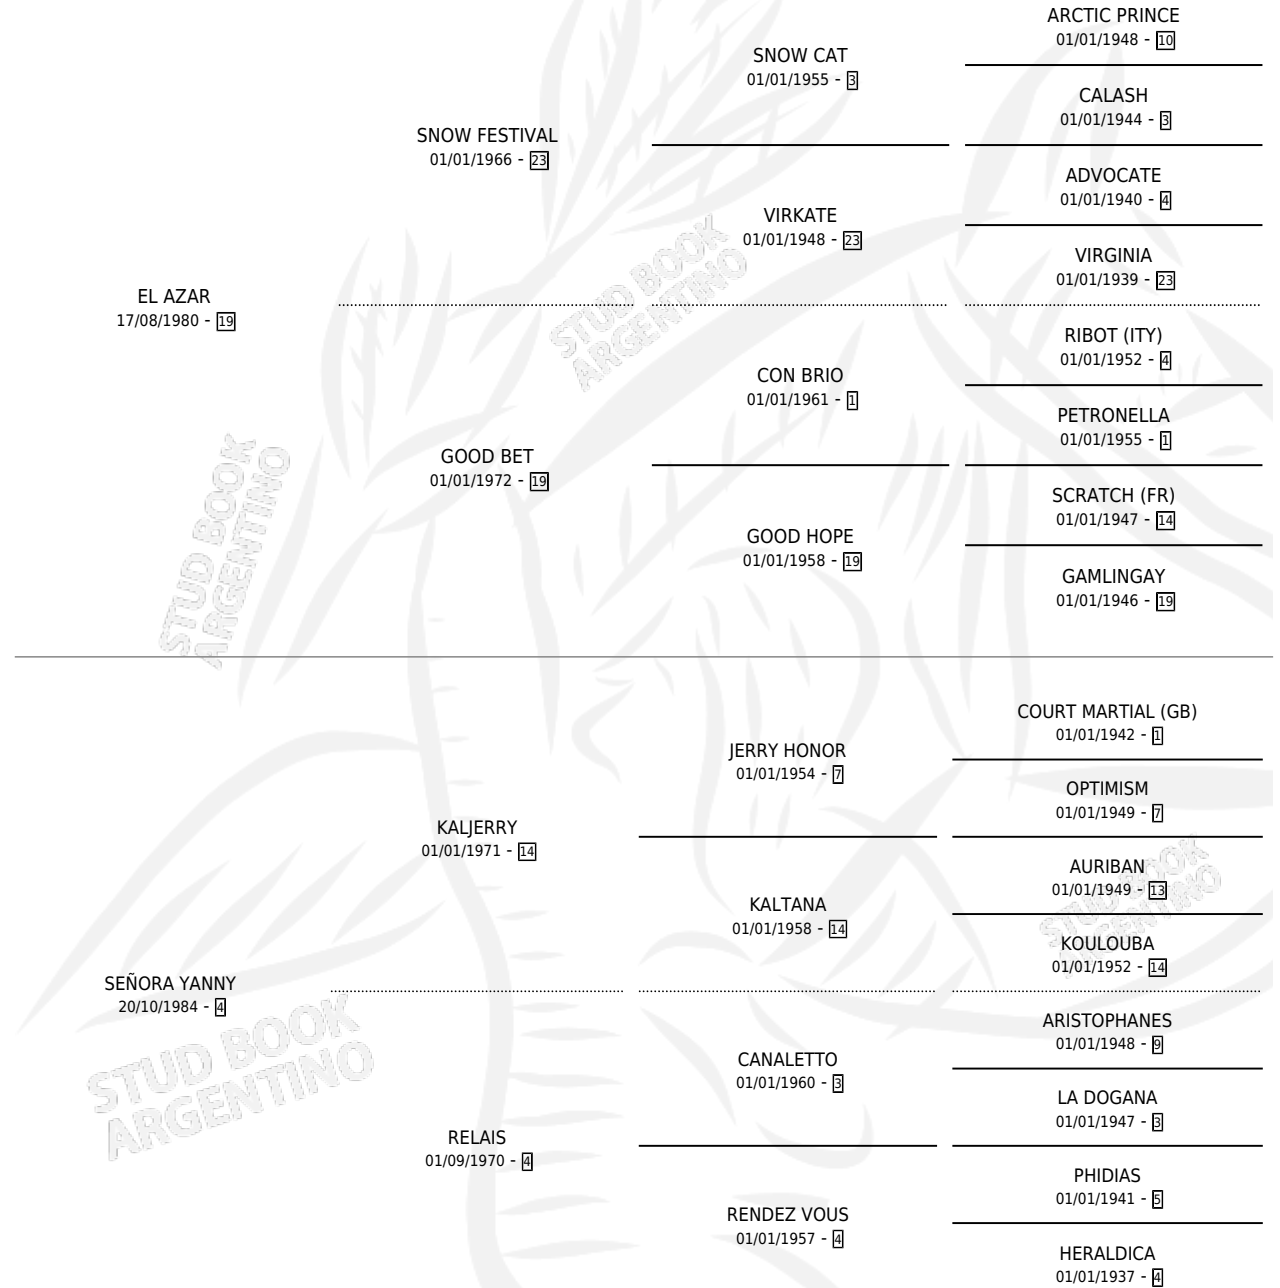 ARCTIC PRINCE
01/01/1948 - 10
SNOW CAT
01/01/1955 - 3
CALASH
01/01/1944 - 3
SNOW FESTIVAL
01/01/1966 - 23
ADVOCATE
01/01/1940 - 4
VIRKATE
01/01/1948 - 23
VIRGINIA
01/01/1939 - 23
EL AZAR
17/08/1980 - 19
RIBOT (ITY)
01/01/1952 - 4
CON BRIO
01/01/1961 - 1
PETRONELLA
01/01/1955 - 1
GOOD BET
01/01/1972 - 19
SCRATCH (FR)
01/01/1947 - 14
GOOD HOPE
01/01/1958 - 19
GAMLINGAY
01/01/1946 - 19
STUD BOOK
ARGENTINO
STUD BOOK
ARGENTINO
COURT MARTIAL (GB)
01/01/1942 - 1
JERRY HONOR
01/01/1954 - 7
OPTIMISM
01/01/1949 - 7
KALJERRY
01/01/1971 - 14
AURIBAN
01/01/1949 - 13
KALTANA
01/01/1958 - 14
KOULOUBA
01/01/1952 - 14
SEÑORA YANNY
20/10/1984 - 4
ARISTOPHANES
01/01/1948 - 9
CANALETTO
01/01/1960 - 3
LA DOGANA
01/01/1947 - 3
RELAIS
01/09/1970 - 4
PHIDIAS
01/01/1941 - 5
RENDEZ VOUS
01/01/1957 - 4
HERALDICA
01/01/1937 - 4
STUD BOOK
ARGENTINO
STUD BOOK
ARGENTINO